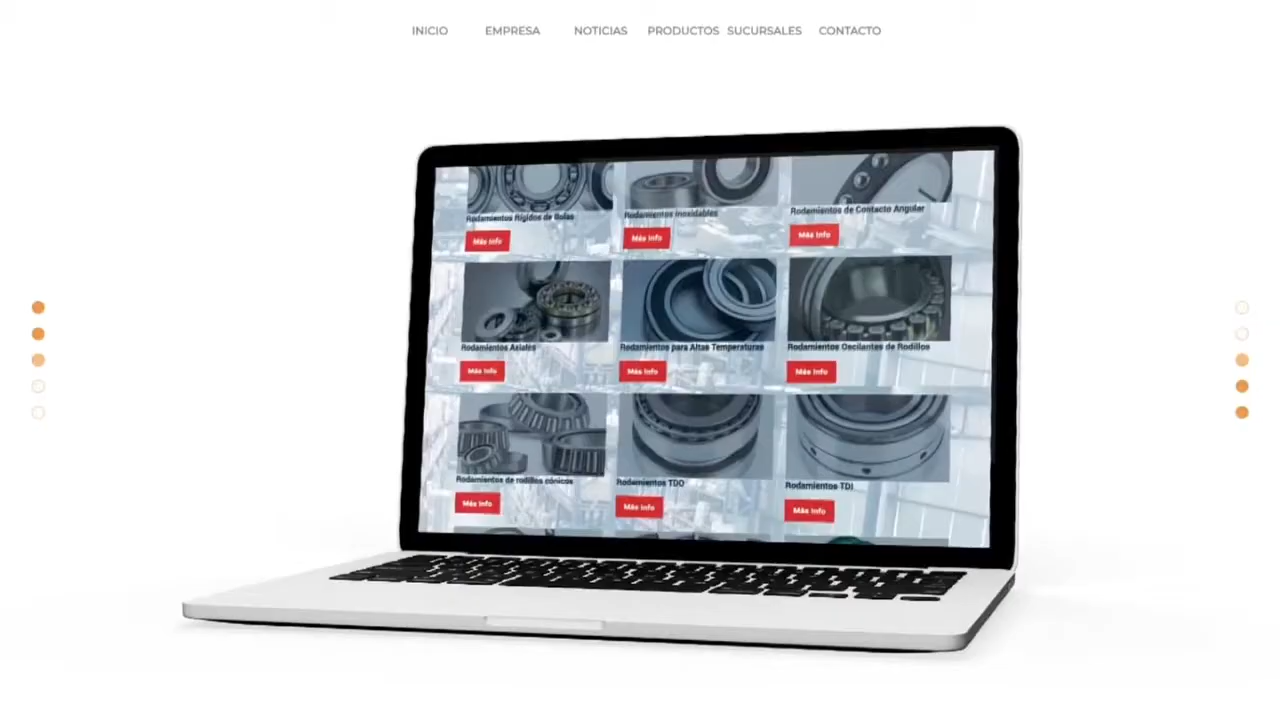 INICIO EMPRESA NOTICIAS PRODUCTOS SUCURSALES CONTACTO
Rodamientos Rígidos de Bolas Rodamientos Inoxidables Rodamientos de Contacto Angular
Más Info Más Info Más Info
Rodamientos Axiales Rodamientos para Altas Temperaturas Rodamientos Oscilantes de Rodillos
Más Info Más Info Más Info
Rodamientos de rodillos cónicos Rodamientos TDO Rodamientos TDI
Más Info Más Info Más Info